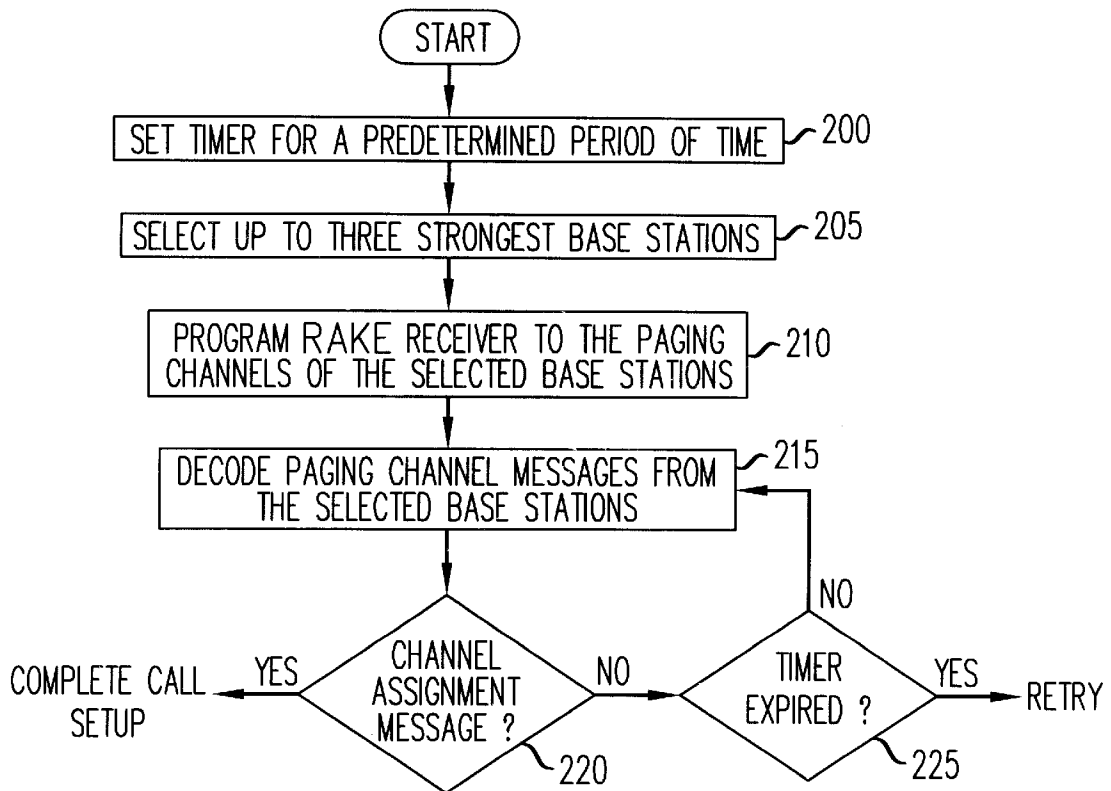 START
SET TIMER FOR A PREDETERMINED PERIOD OF TIME
200
SELECT UP TO THREE STRONGEST BASE STATIONS
205
PROGRAM RAKE RECEIVER TO THE PAGING
CHANNELS OF THE SELECTED BASE STATIONS
210
DECODE PAGING CHANNEL MESSAGES FROM
THE SELECTED BASE STATIONS
215
NO
COMPLETE CALL
SETUP
YES
CHANNEL
ASSIGNMENT
MESSAGE ?
220
NO
TIMER
EXPIRED ?
225
YES
RETRY